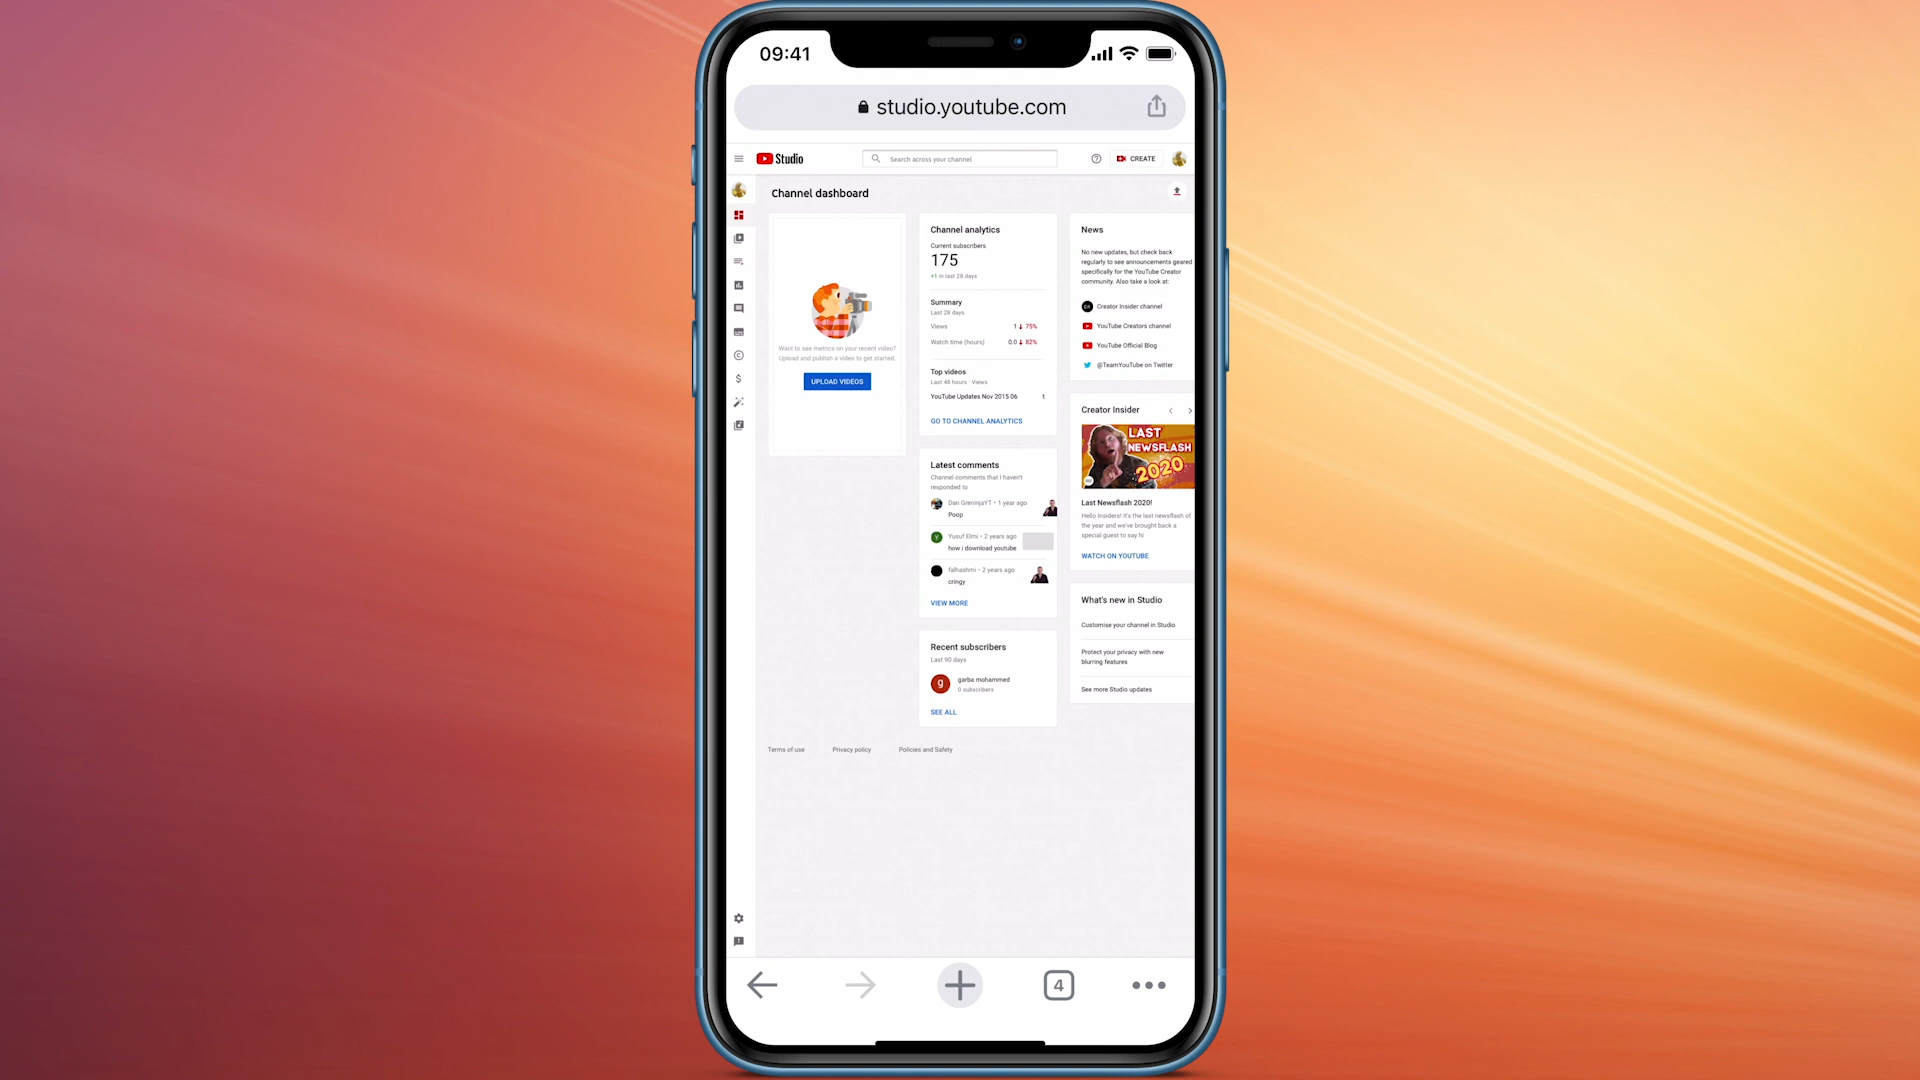 09:41
studio.youtube.com
Studio
Search across your channel
CREATE
Channel dashboard
Want to see metrics on your recent video?
Upload and publish a video to get started.
UPLOAD VIDEOS
Channel analytics
Current subscribers
175
+1 in last 28 days
Summary
Last 28 days
Views 1 75%
Watch time (hours) 0.0 82%
Top videos
Last 48 hours · Views
YouTube Updates Nov 2015 06 1
GO TO CHANNEL ANALYTICS
Latest comments
Channel comments that I haven't
responded to
Dan GreninjaYT • 1 year ago
Poop
Y
Yusuf Elmi • 2 years ago
how i download youtube
falhashmi • 2 years ago
cringy
VIEW MORE
Recent subscribers
Last 90 days
g
garba mohammed
0 subscribers
SEE ALL
News
No new updates, but check back
regularly to see announcements geared
specifically for the YouTube Creator
community. Also take a look at:
Creator Insider channel
YouTube Creators channel
YouTube Official Blog
@TeamYouTube on Twitter
Creator Insider
LAST
NEWSFLASH
2020
Last Newsflash 2020!
Hello Insiders! It's the last newsflash of
the year and we've brought back a
special guest to say hi
WATCH ON YOUTUBE
What's new in Studio
Customise your channel in Studio
Protect your privacy with new
blurring features
See more Studio updates
Terms of use
Privacy policy
Policies and Safety
4